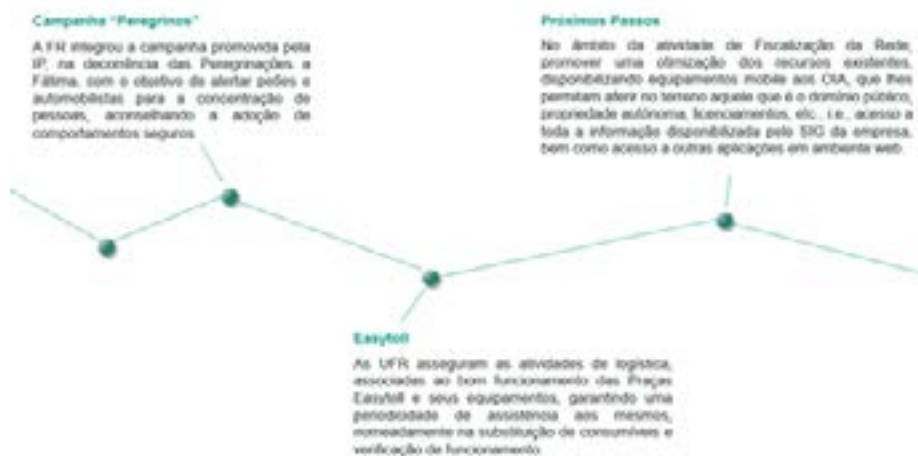 Campanha "Peregrinos"
A FR integrou a campanha promovida pela
IP, na decorrência das Peregrinações a
Fátima, com o objetivo de alertar peões e
automobilistas para a concentração de
pessoas, aconselhando a adoção de
comportamentos seguros.
Próximos Passos
No âmbito da atividade de Fiscalização da Rede,
promover uma otimização dos recursos existentes,
disponibilizando equipamentos mobile aos OIA, que lhes
permitam aferir no terreno aquele que é o domínio público,
propriedade autónoma, licenciamentos, etc., i.e., acesso a
toda a informação disponibilizada pelo SIG da empresa,
bem como acesso a outras aplicações em ambiente web.
Easytoll
As UFR asseguram as atividades de logística,
associadas ao bom funcionamento das Praças
Easytoll e seus equipamentos, garantindo uma
periodicidade de assistência aos mesmos,
nomeadamente na substituição de consumíveis e
verificação de funcionamento.